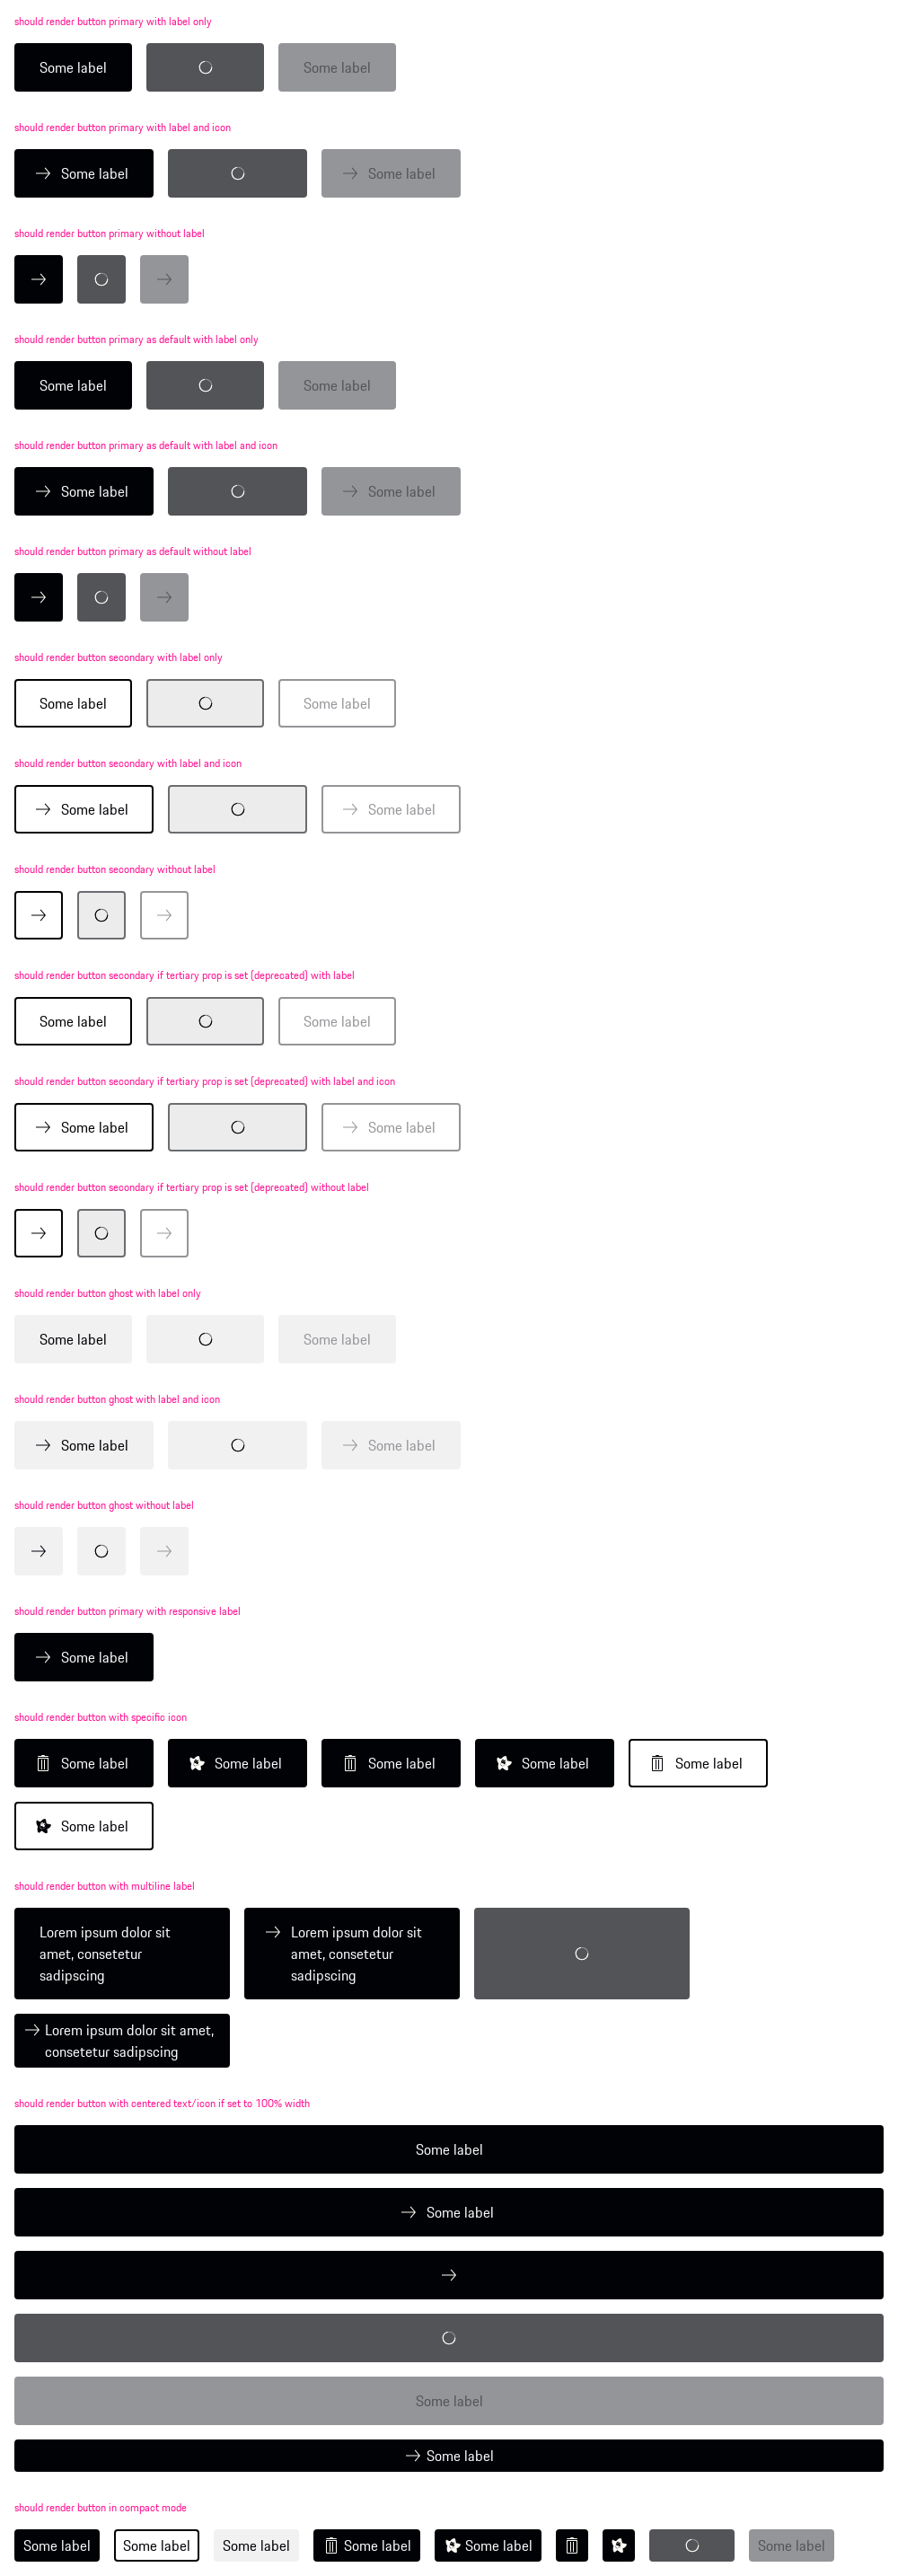 should render button primary with label only
Some label Some label
should render button primary with label and icon
Some label Some label
should render button primary without label
should render button primary as default with label only
Some label Some label
should render button primary as default with label and icon
Some label Some label
should render button primary as default without label
should render button secondary with label only
Some label Some label
should render button secondary with label and icon
Some label Some label
should render button secondary without label
should render button secondary if tertiary prop is set (deprecated) with label
Some label Some label
should render button secondary if tertiary prop is set (deprecated) with label and icon
Some label Some label
should render button secondary if tertiary prop is set (deprecated) without label
should render button ghost with label only
Some label Some label
should render button ghost with label and icon
Some label Some label
should render button ghost without label
should render button primary with responsive label
Some label
should render button with specific icon
Some label Some label Some label Some label Some label
Some label
should render button with multiline label
Lorem ipsum dolor sit
amet, consetetur
sadipscing
Lorem ipsum dolor sit
amet, consetetur
sadipscing
Lorem ipsum dolor sit amet,
consetetur sadipscing
should render button with centered text/icon if set to 100% width
Some label
Some label
Some label
Some label
should render button in compact mode
Some label Some label Some label Some label Some label Some label